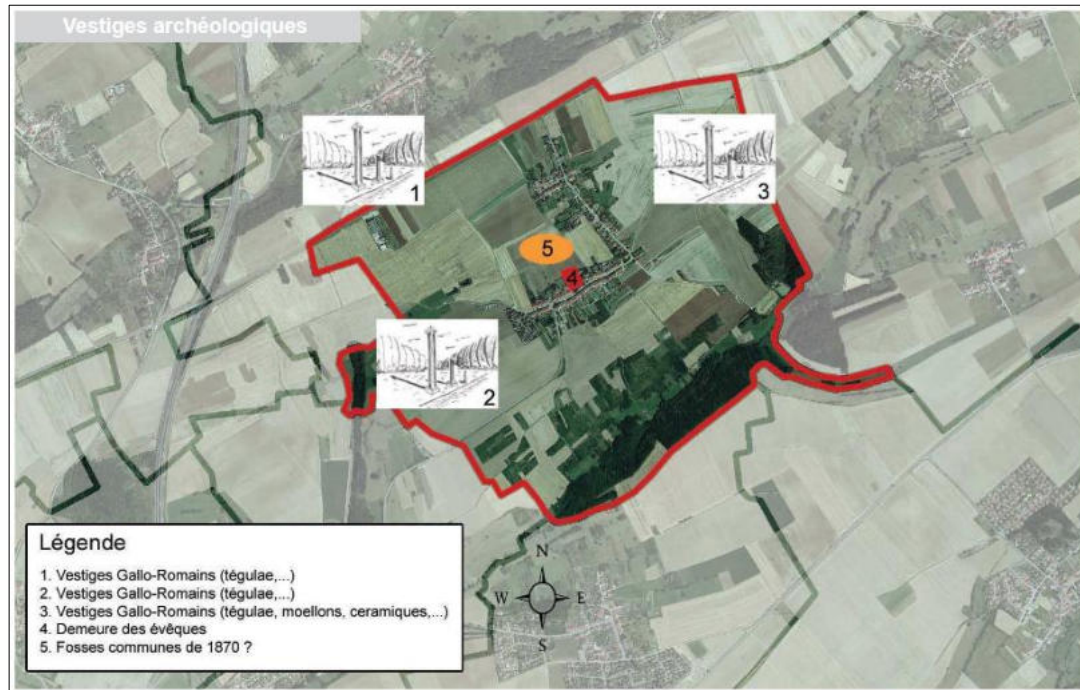 Vestiges archéologiques
1
3
5
4
2
Légende
1. Vestiges Gallo-Romains (tégulae,...)
2. Vestiges Gallo-Romains (tégulae,...)
3. Vestiges Gallo-Romains (tégulae, moellons, ceramiques,...)
4. Demeure des évêques
5. Fosses communes de 1870 ?
N
W E
S